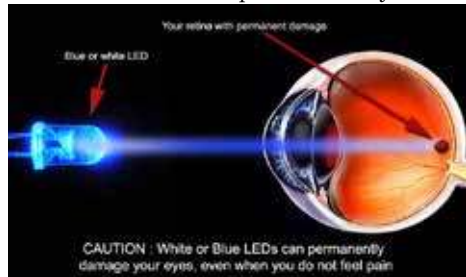 Your retina with permanent damage
Blue or white LED
CAUTION : White or Blue LEDs can permanently
damage your eyes, even when you do not feel pain